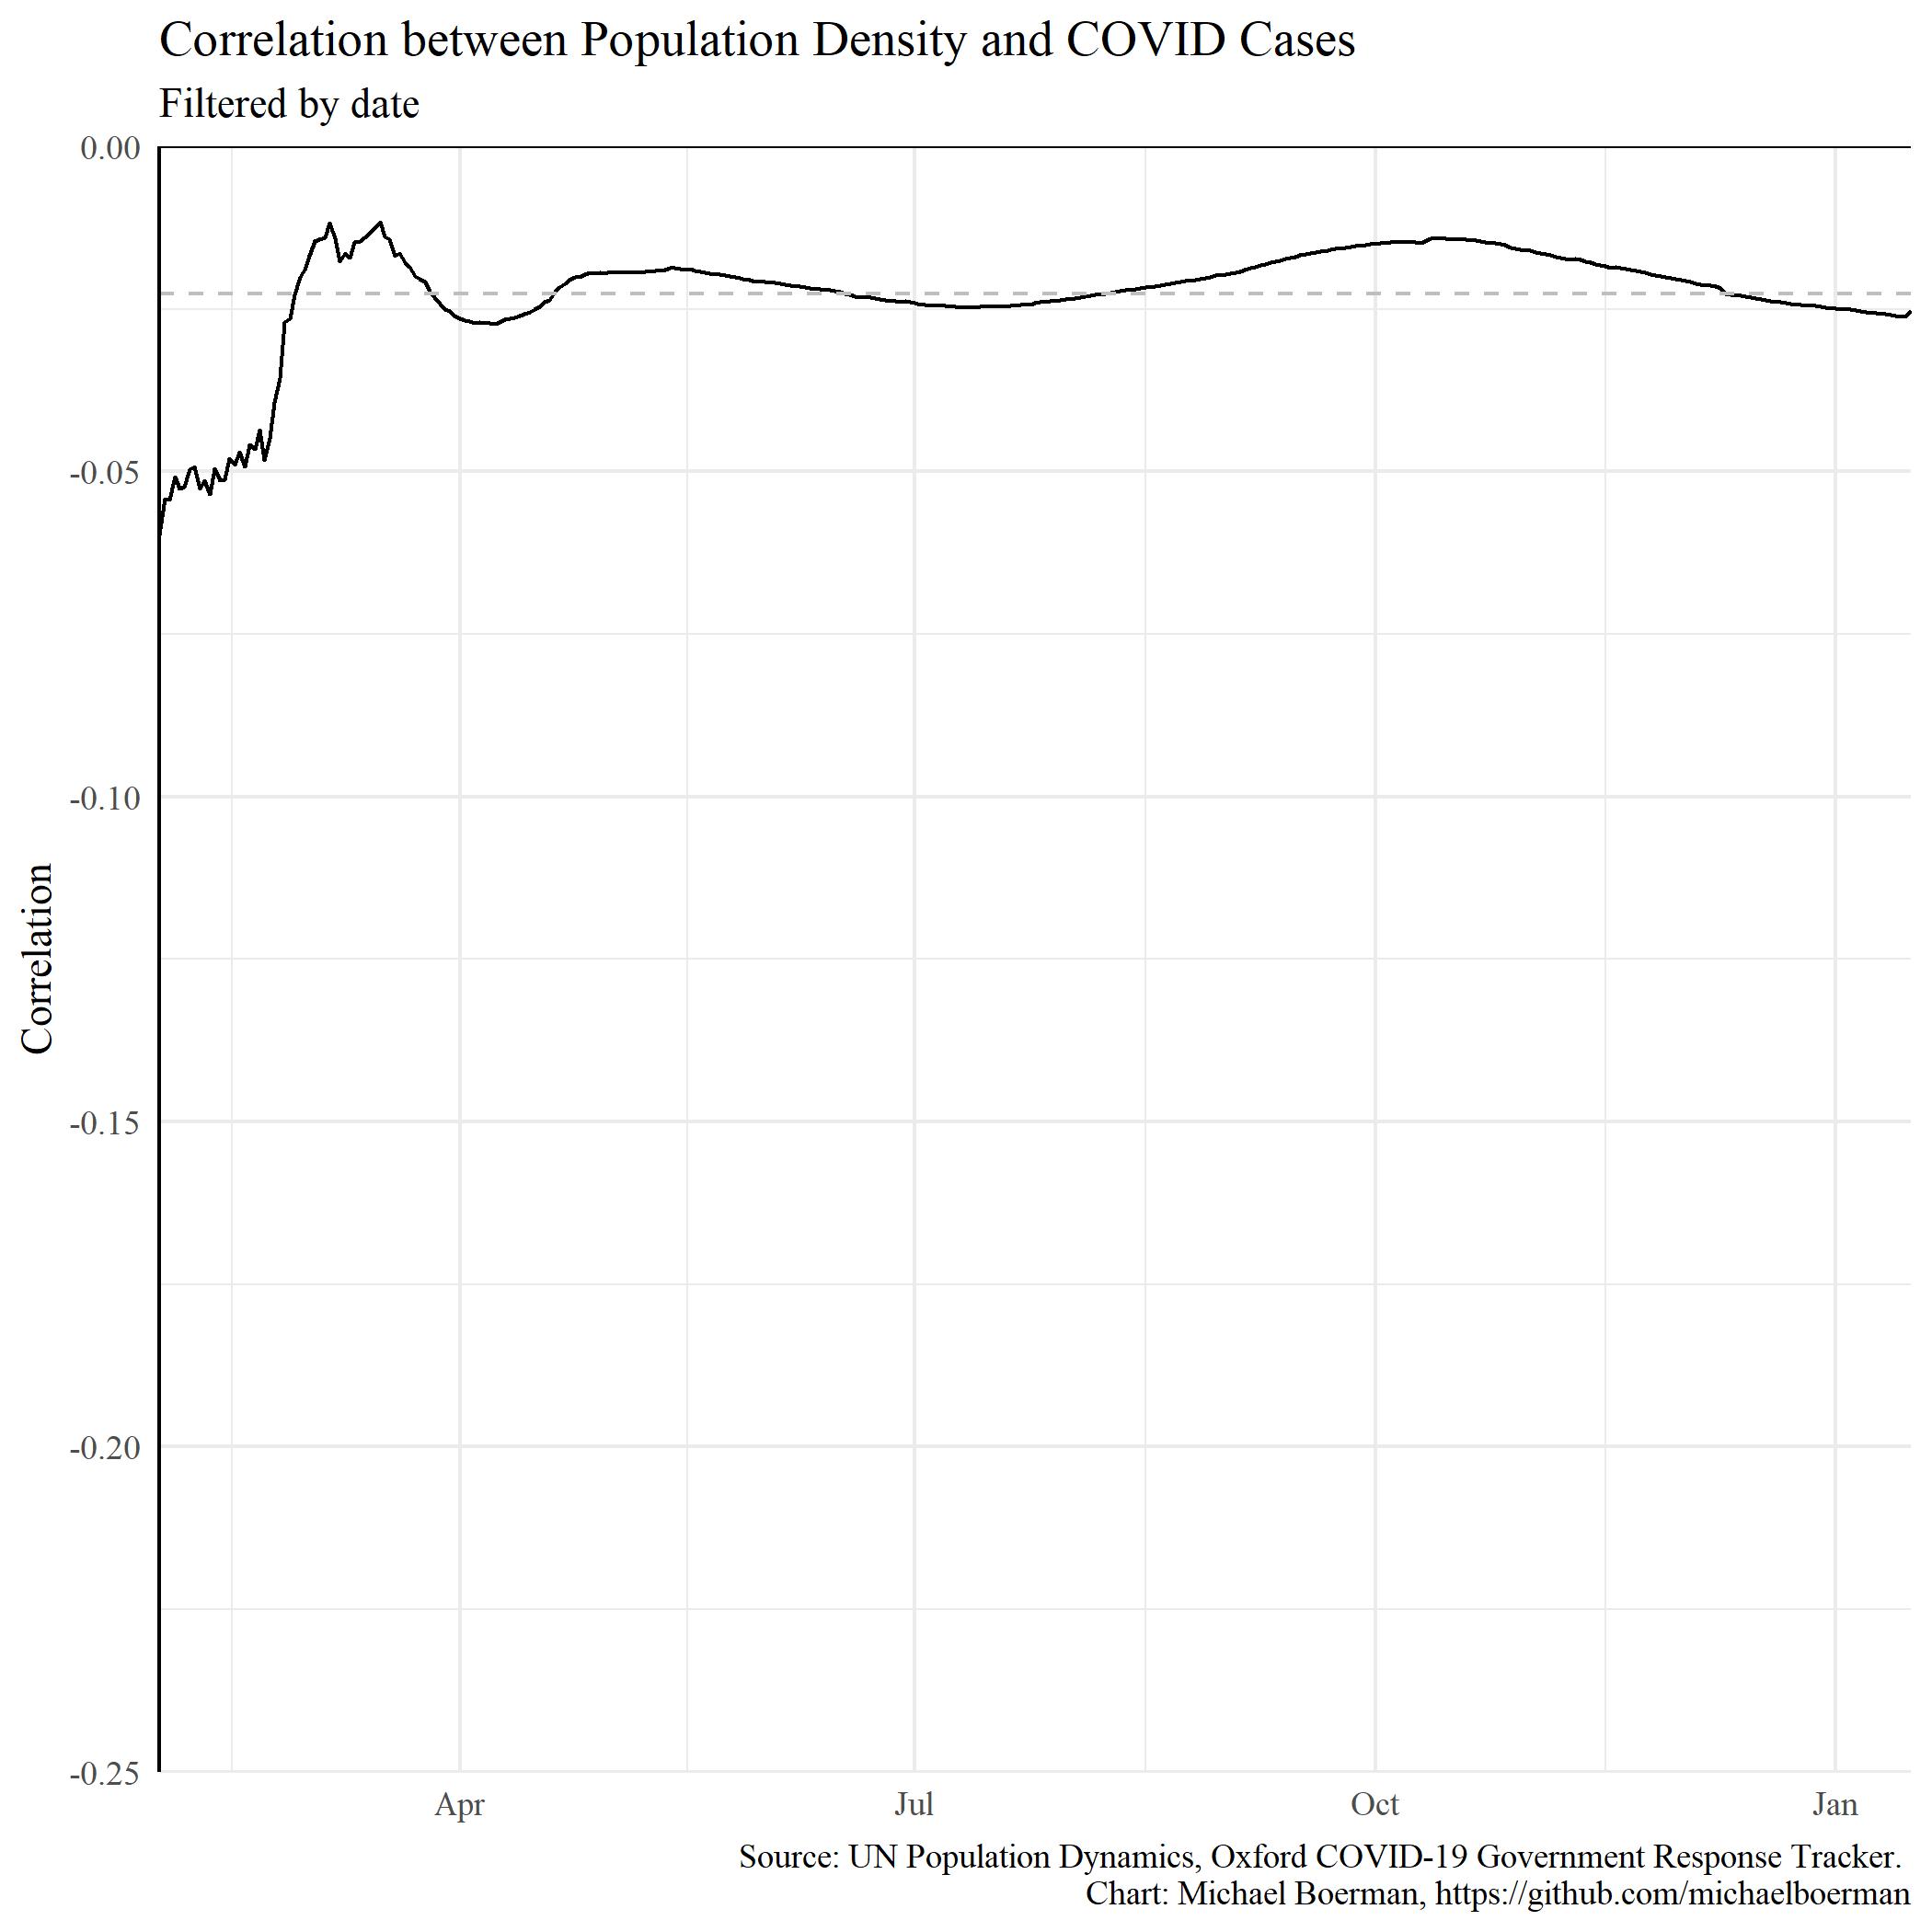 Correlation between Population Density and COVID Cases
Filtered by date
0.00
-0.05
-0.10
-0.15
-0.20
-0.25
Correlation
Apr
Jul
Oct
Jan
Source: UN Population Dynamics, Oxford COVID-19 Government Response Tracker.
Chart: Michael Boerman, https://github.com/michaelboerman